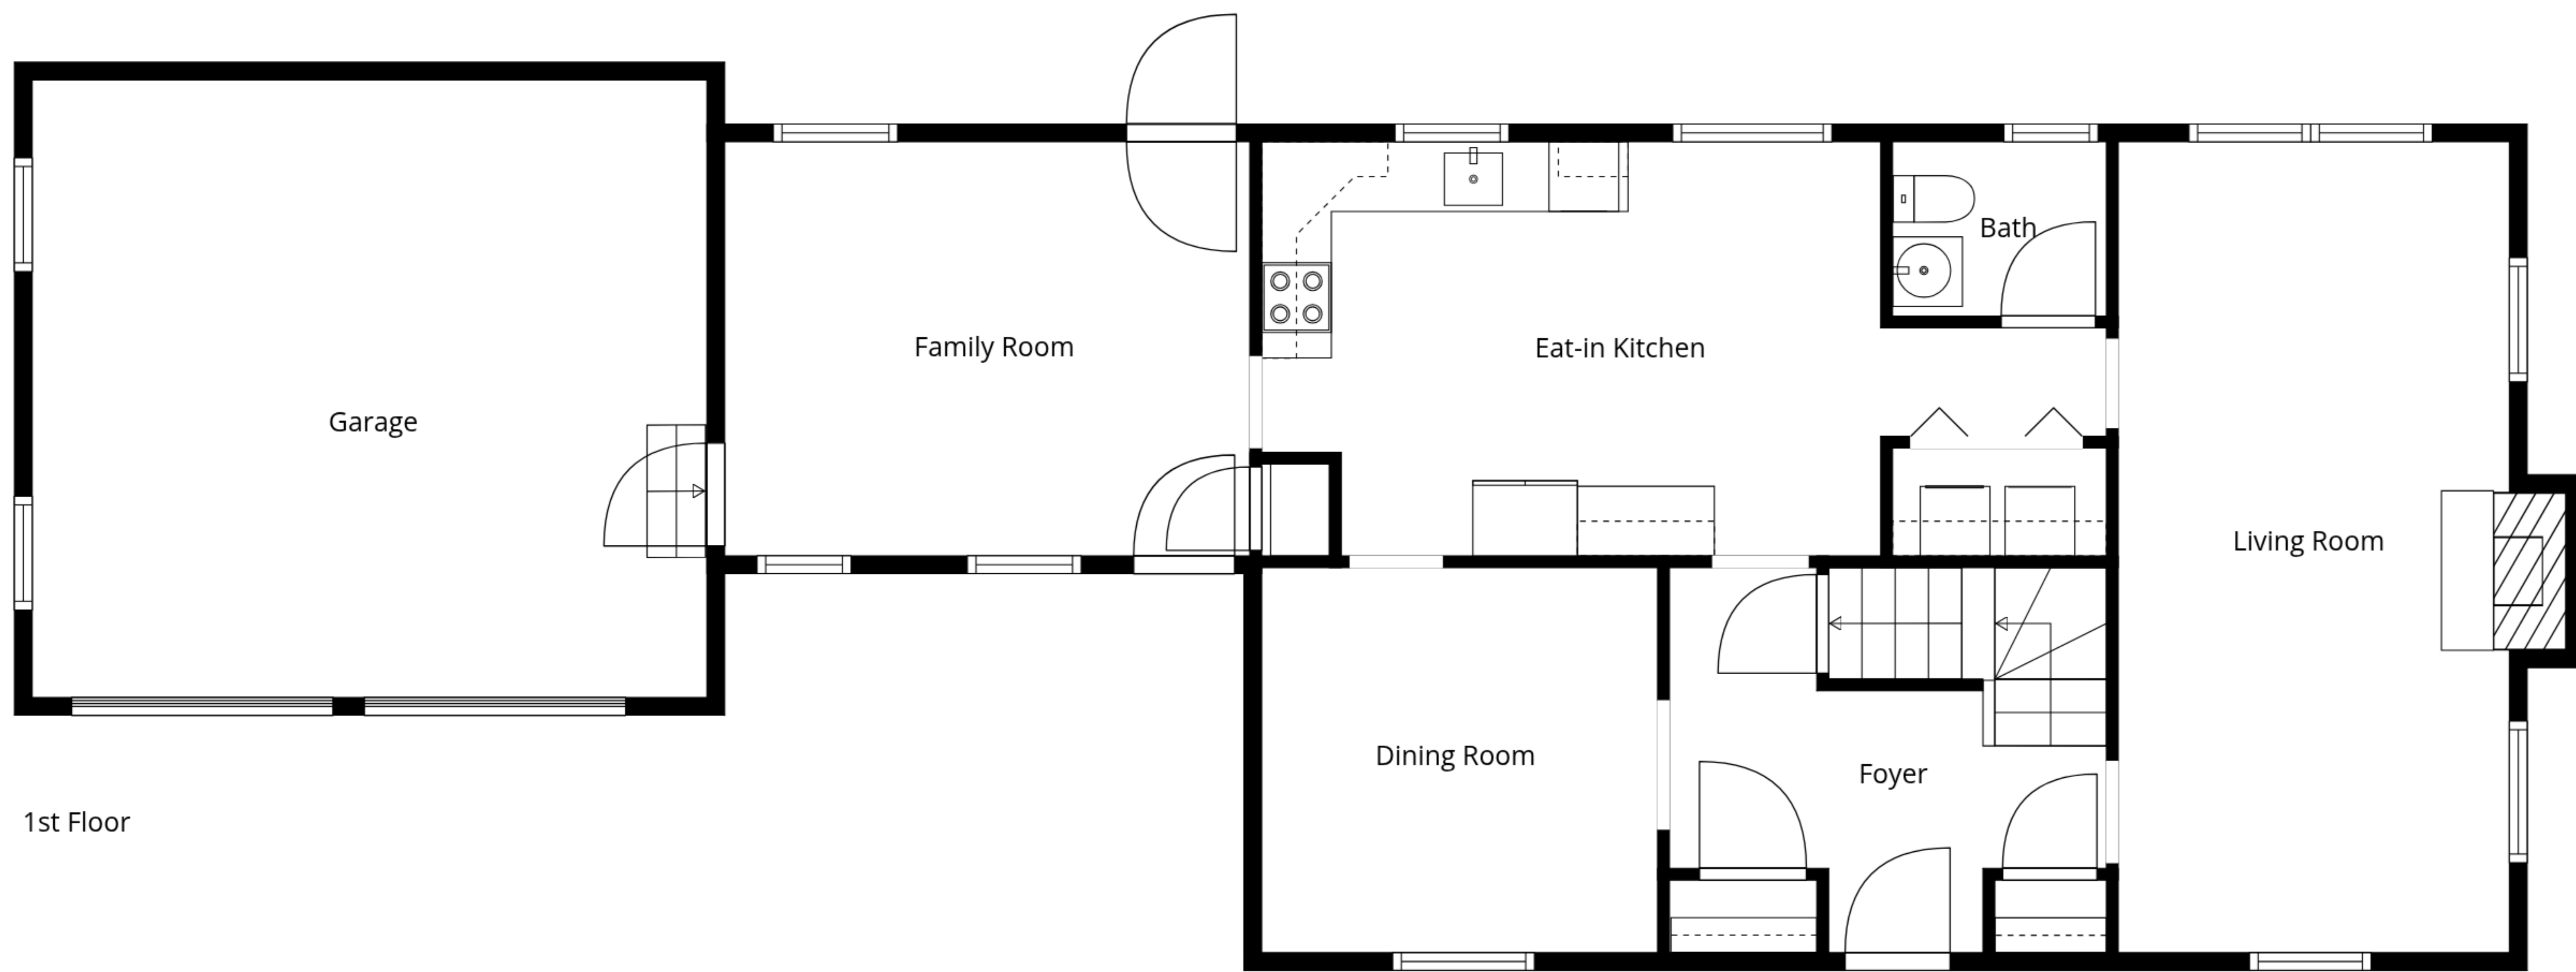 Bath
Family Room
Eat-in Kitchen
Garage
Living Room
Dining Room
Foyer
1st Floor